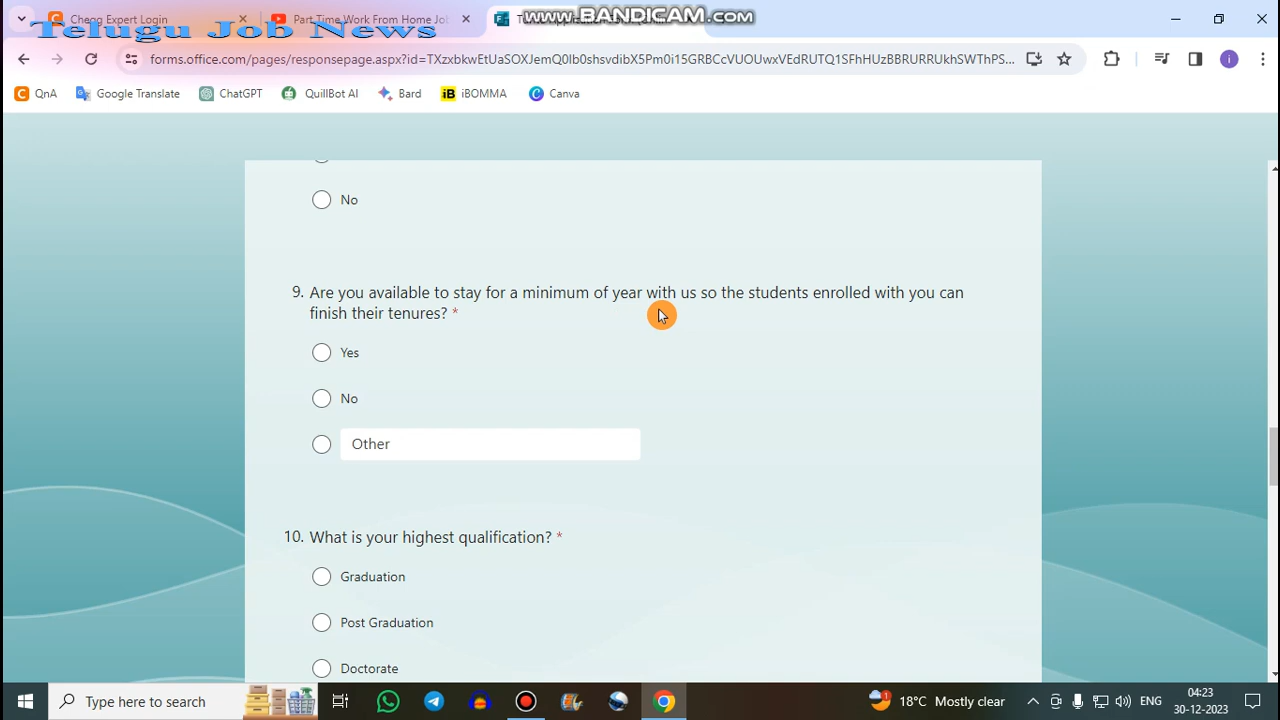 Cheng Expert Login
Part Time Work From Home Jol
www.BANDICAM.com
Telugu Job News
forms.office.com/pages/responsepage.aspx?id=TXzxbkwEtUaSOXJemQ0lb0shsvdibX5Pm0i15GRBCcVUOUwxVEdRUTQ1SFhHUzBBRURRUkhSWThPS...
QnA
Google Translate
ChatGPT
QuillBot AI
Bard
iB iBOMMA
Canva
No
9. Are you available to stay for a minimum of year with us so the students enrolled with you can
finish their tenures? *
Yes
No
Other
10. What is your highest qualification? *
Graduation
Post Graduation
Doctorate
Type here to search
1
18°C Mostly clear
ENG
04:23
30-12-2023